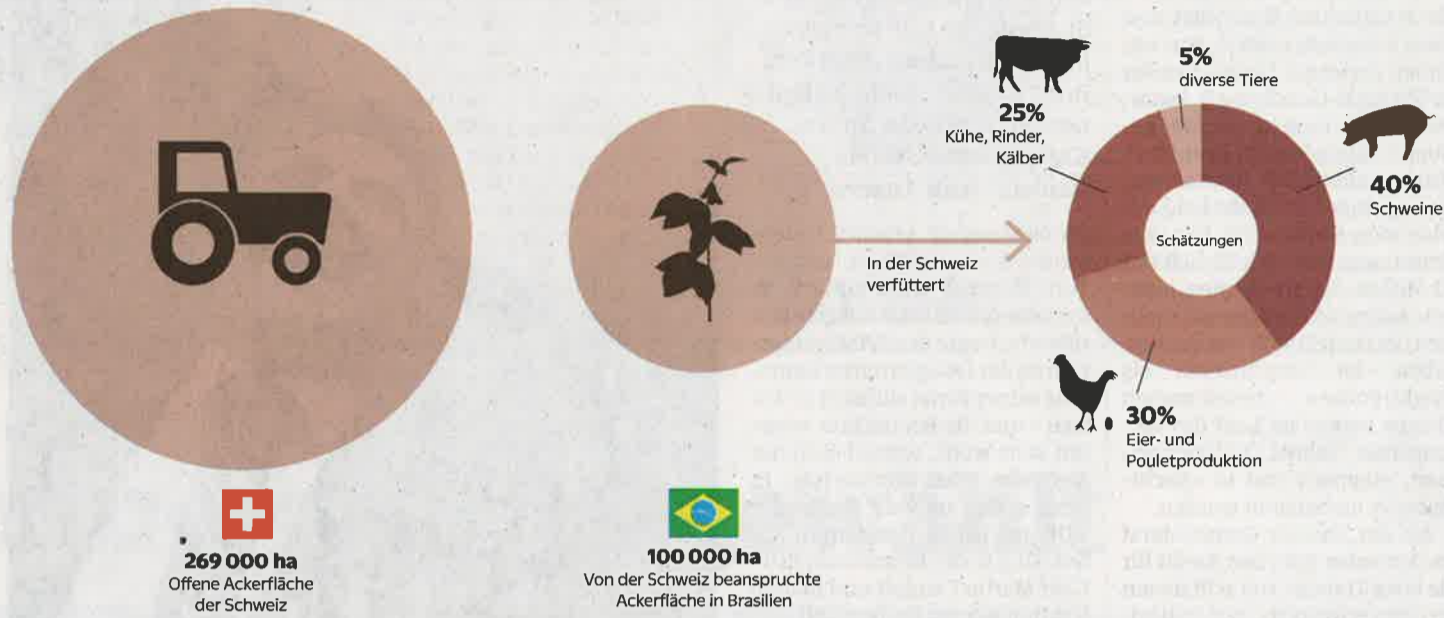 269 000 ha
Offene Ackerfläche
der Schweiz
100 000 ha
Von der Schweiz beanspruchte
Ackerfläche in Brasilien
In der Schweiz
verfüttert
25%
Kühe, Rinder,
Kälber
5%
diverse Tiere
40%
Schweine
Schätzungen
30%
Eier- und
Pouletproduktion